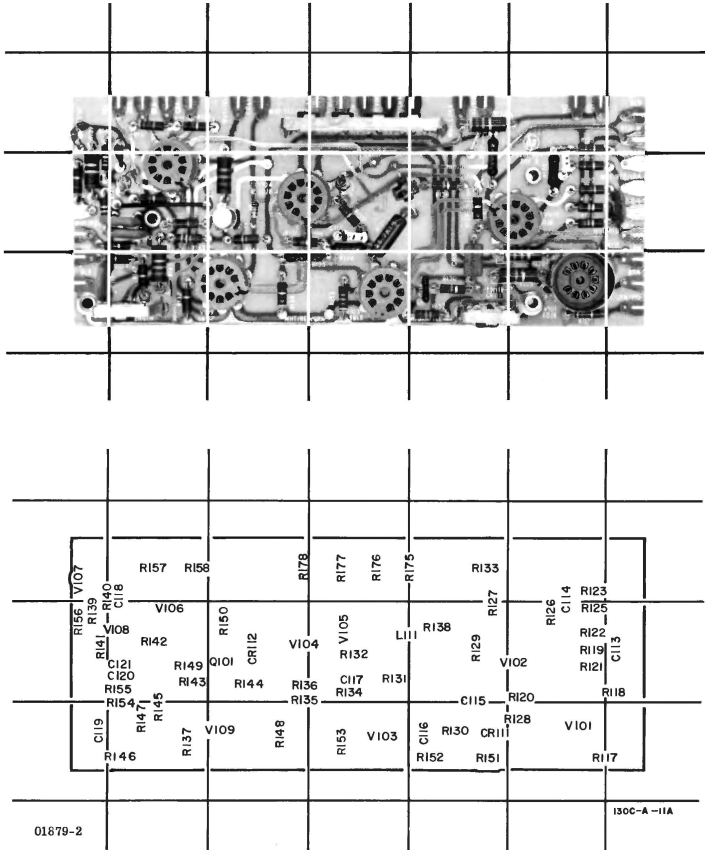 R157 R158 R178 R177 R176 R175 R133
V107 R156 R139 R140 C118 V106 R127 R126 C114 R123
R125
V108 R141 R142 R150 CR112 V104 V105 R132 L111 R138 R129 R122
R119 C113
C121 R149 Q101 V102 R121
C120 R143 R144 R136 C117 R131
R155 R134 R118
R154 R145 R135 C115 R120
C119 R147 R137 V109 R148 R153 V103 C116 R130 CR111 R128 V101
R146 R152 R151 R117
130C-A-11A
01879-2